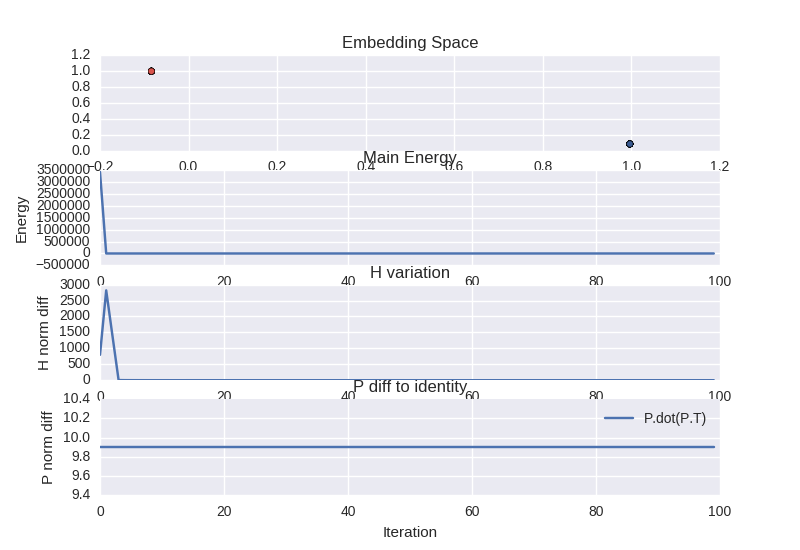 Embedding Space
1.2
1.0
0.8
0.6
0.4
0.2
0.0
−0.2 0.0 0.2 0.4 0.6 0.8 1.0 1.2
Main Energy
Energy
3500000
3000000
2500000
2000000
1500000
1000000
500000
0
−500000
0 20 40 60 80 100
H variation
H norm diff
3000
2500
2000
1500
1000
500
0
0 20 40 60 80 100
P diff to identity
P norm diff
10.4
10.2
10.0
9.8
9.6
9.4
P.dot(P.T)
0 20 40 60 80 100
Iteration